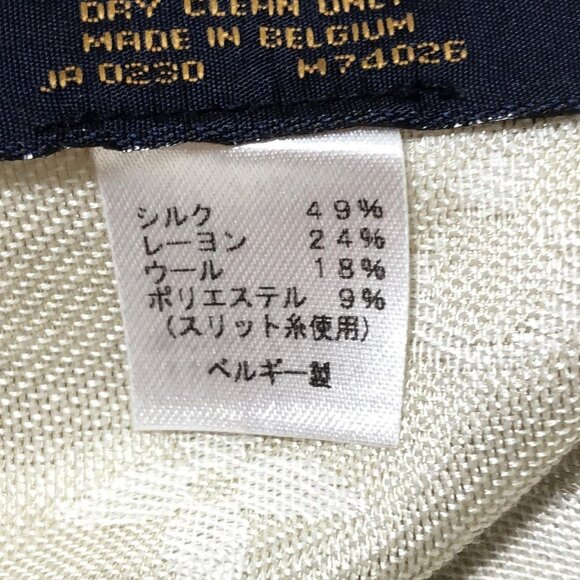 DRY CLEAN ONLY
MADE IN BELGIUM
JA 0230 M74026
シルク 49%
レーヨン 24%
ウール 18%
ポリエステル 9%
(スリット糸使用)
ベルギー製